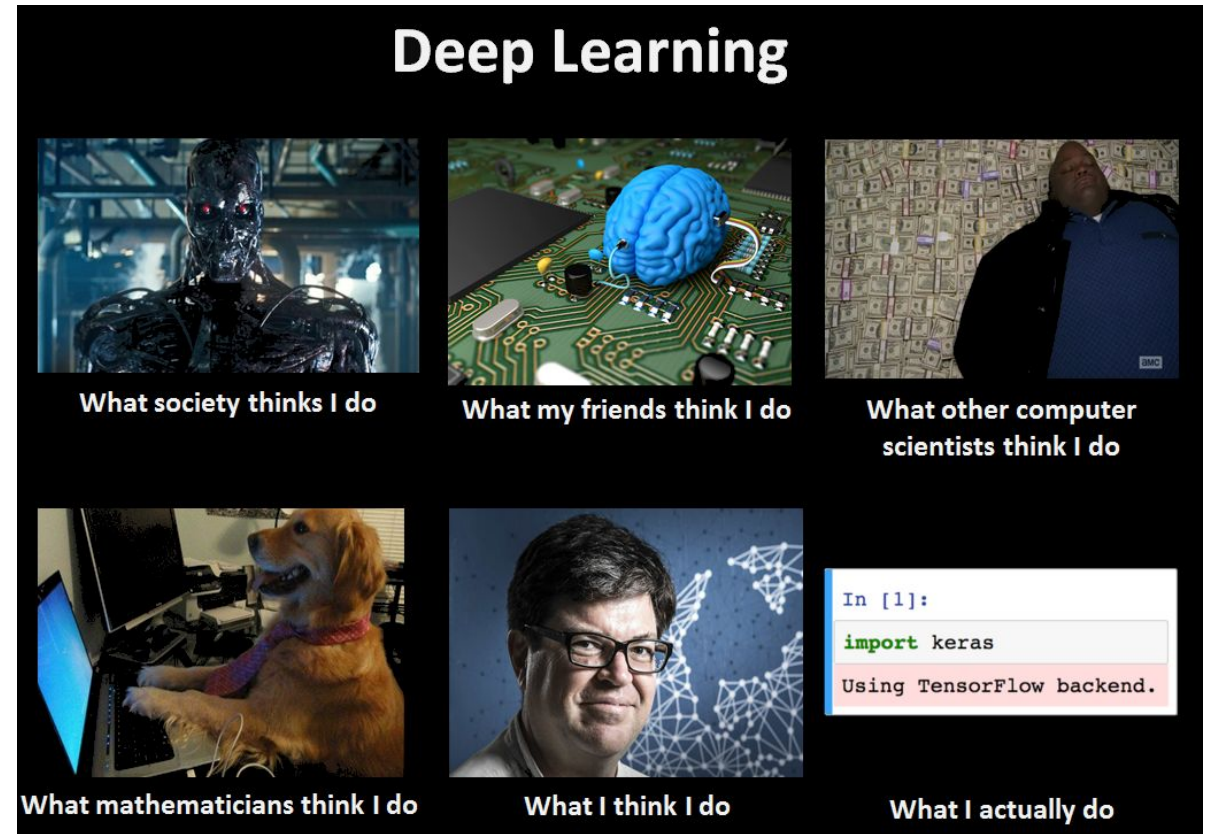 Deep Learning
What society thinks I do
What my friends think I do
What other computer
scientists think I do
amc
What mathematicians think I do
What I think I do
In [1]:
import keras
Using TensorFlow backend.
What I actually do